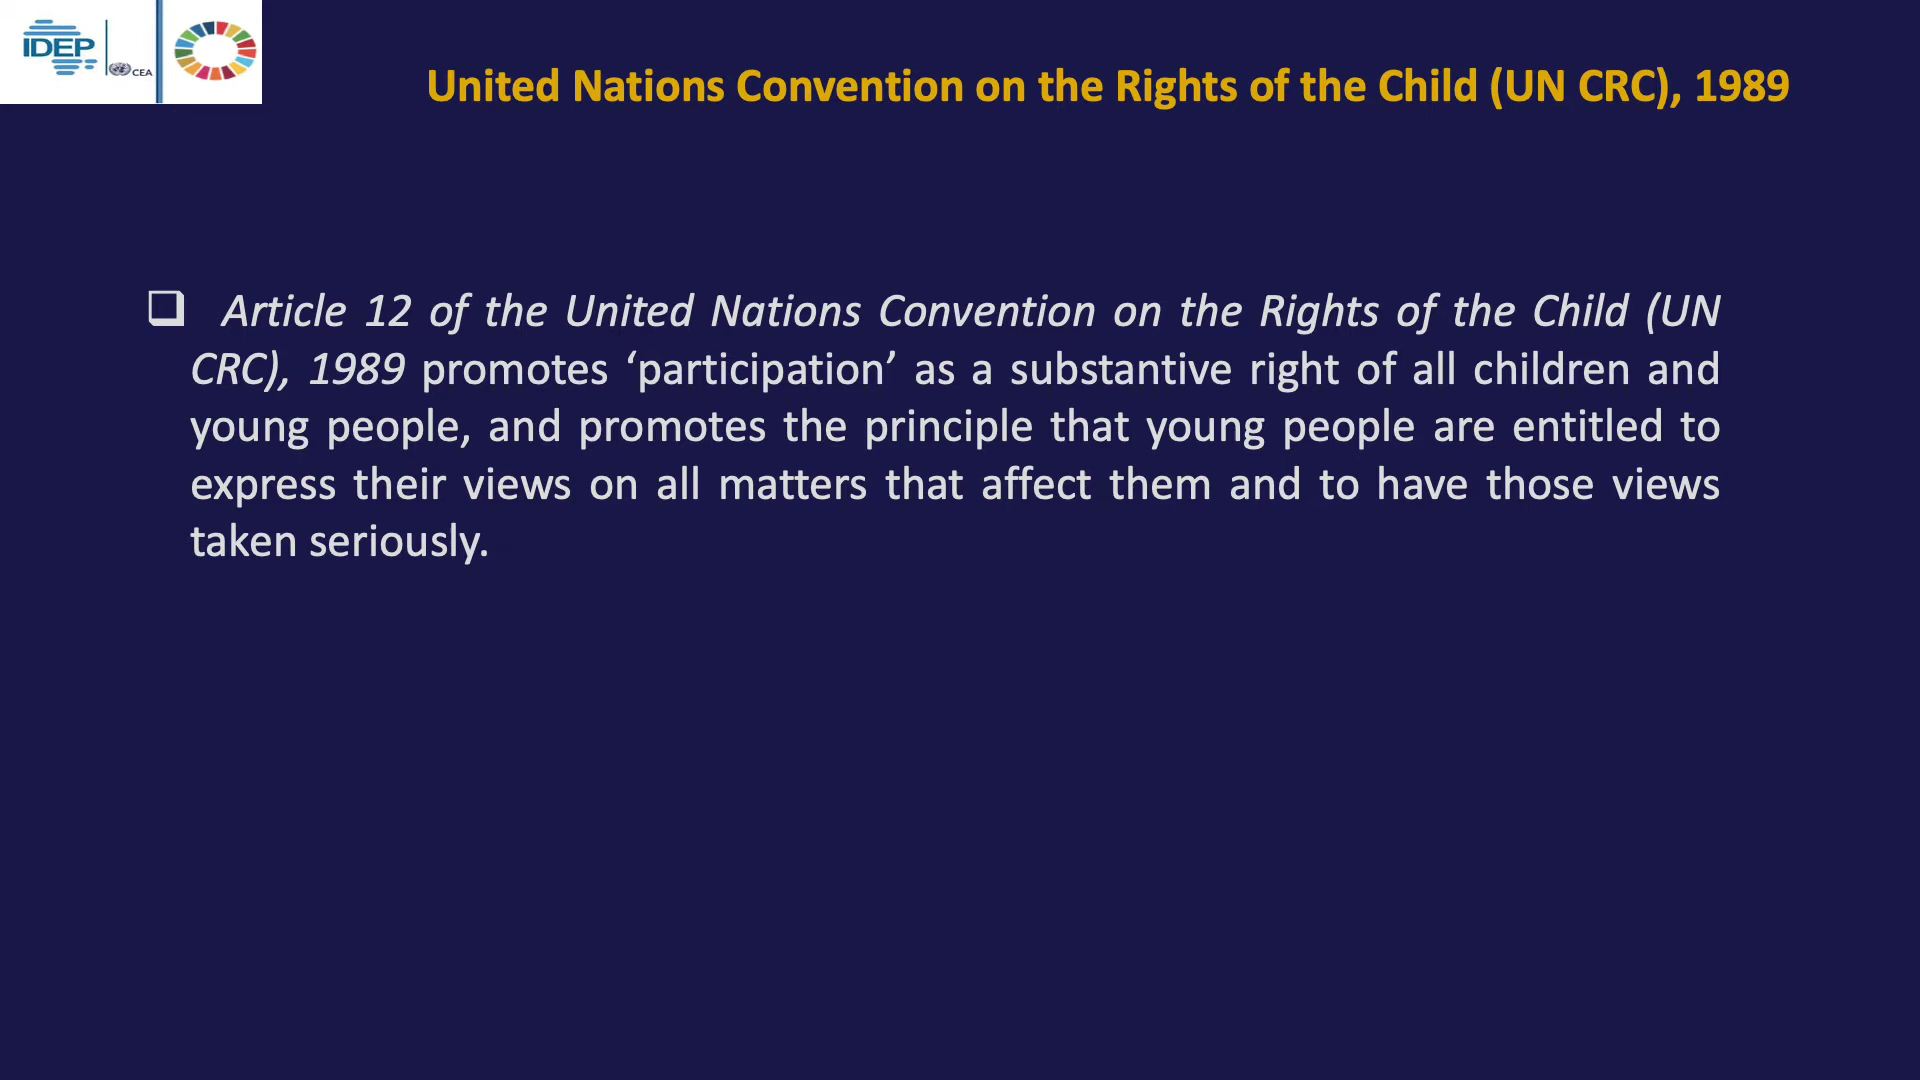 IDEP
CEA
United Nations Convention on the Rights of the Child (UN CRC), 1989
Article 12 of the United Nations Convention on the Rights of the Child (UN
CRC), 1989 promotes ‘participation’ as a substantive right of all children and
young people, and promotes the principle that young people are entitled to
express their views on all matters that affect them and to have those views
taken seriously.